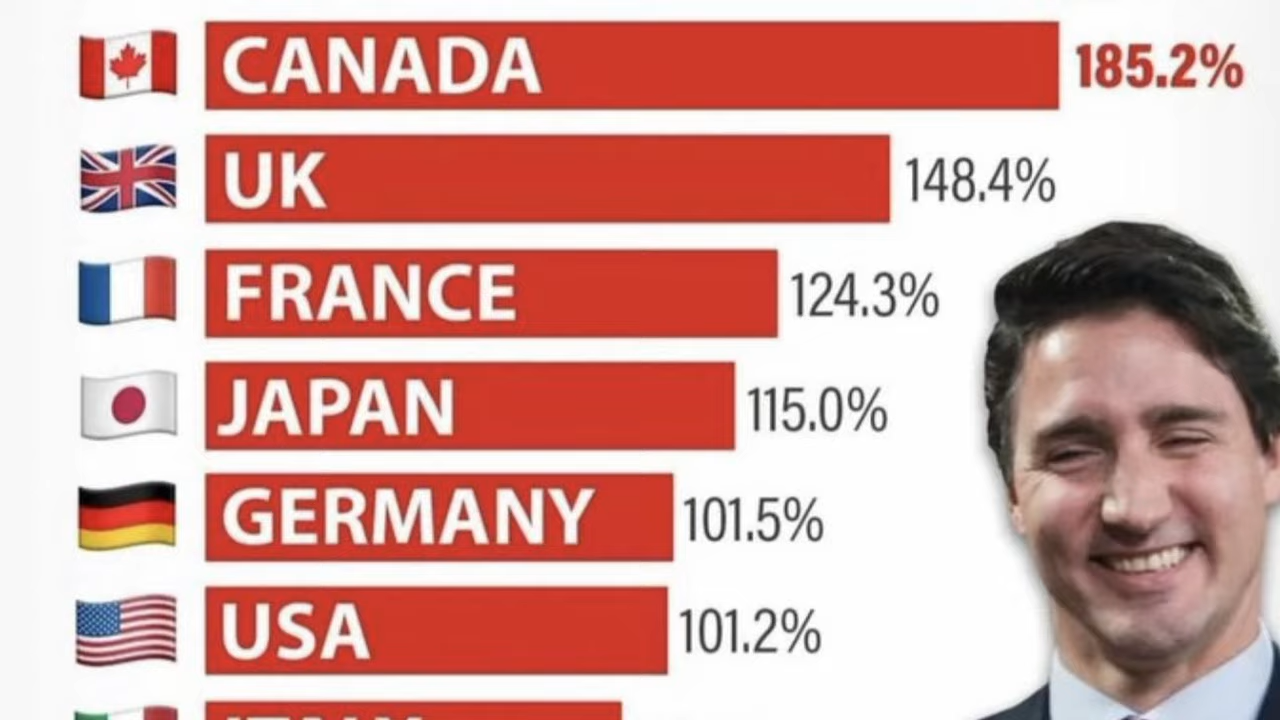 CANADA 185.2%
UK 148.4%
FRANCE 124.3%
JAPAN 115.0%
GERMANY 101.5%
USA 101.2%